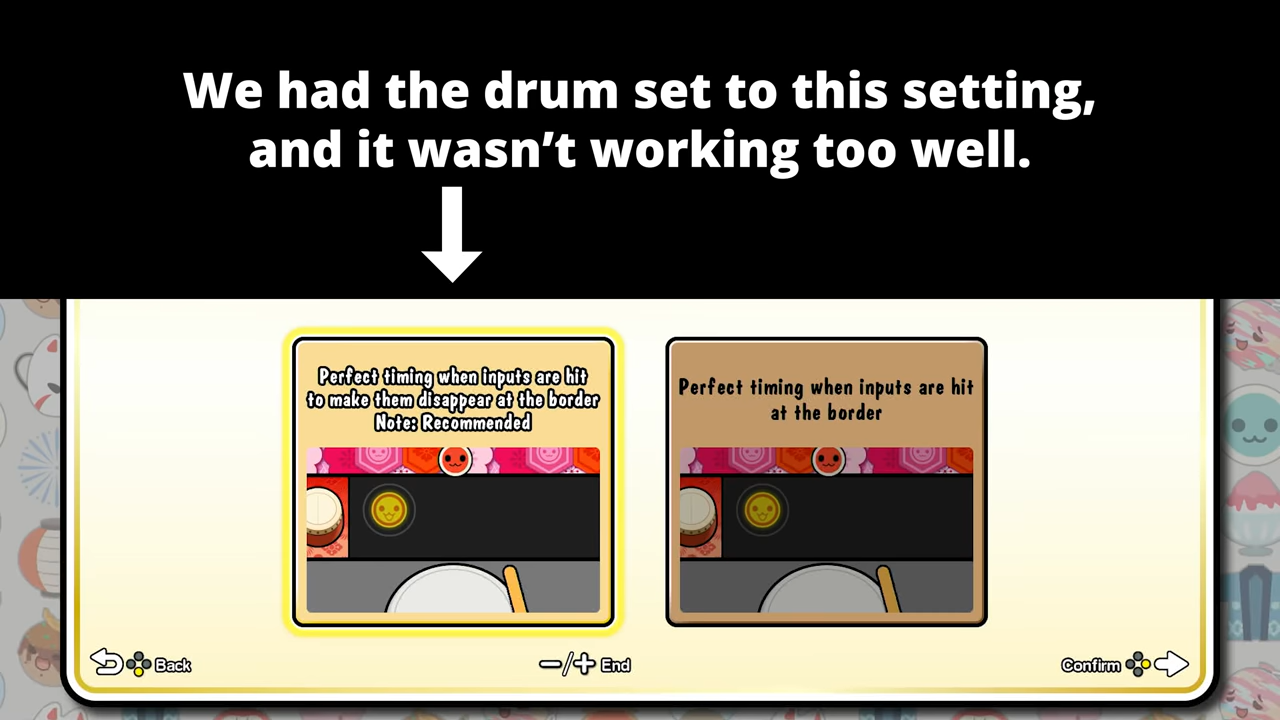 We had the drum set to this setting,
and it wasn’t working too well.
Perfect timing when inputs are hit
to make them disappear at the border
Note: Recommended
Perfect timing when inputs are hit
at the border
Back
−/+ End
Confirm